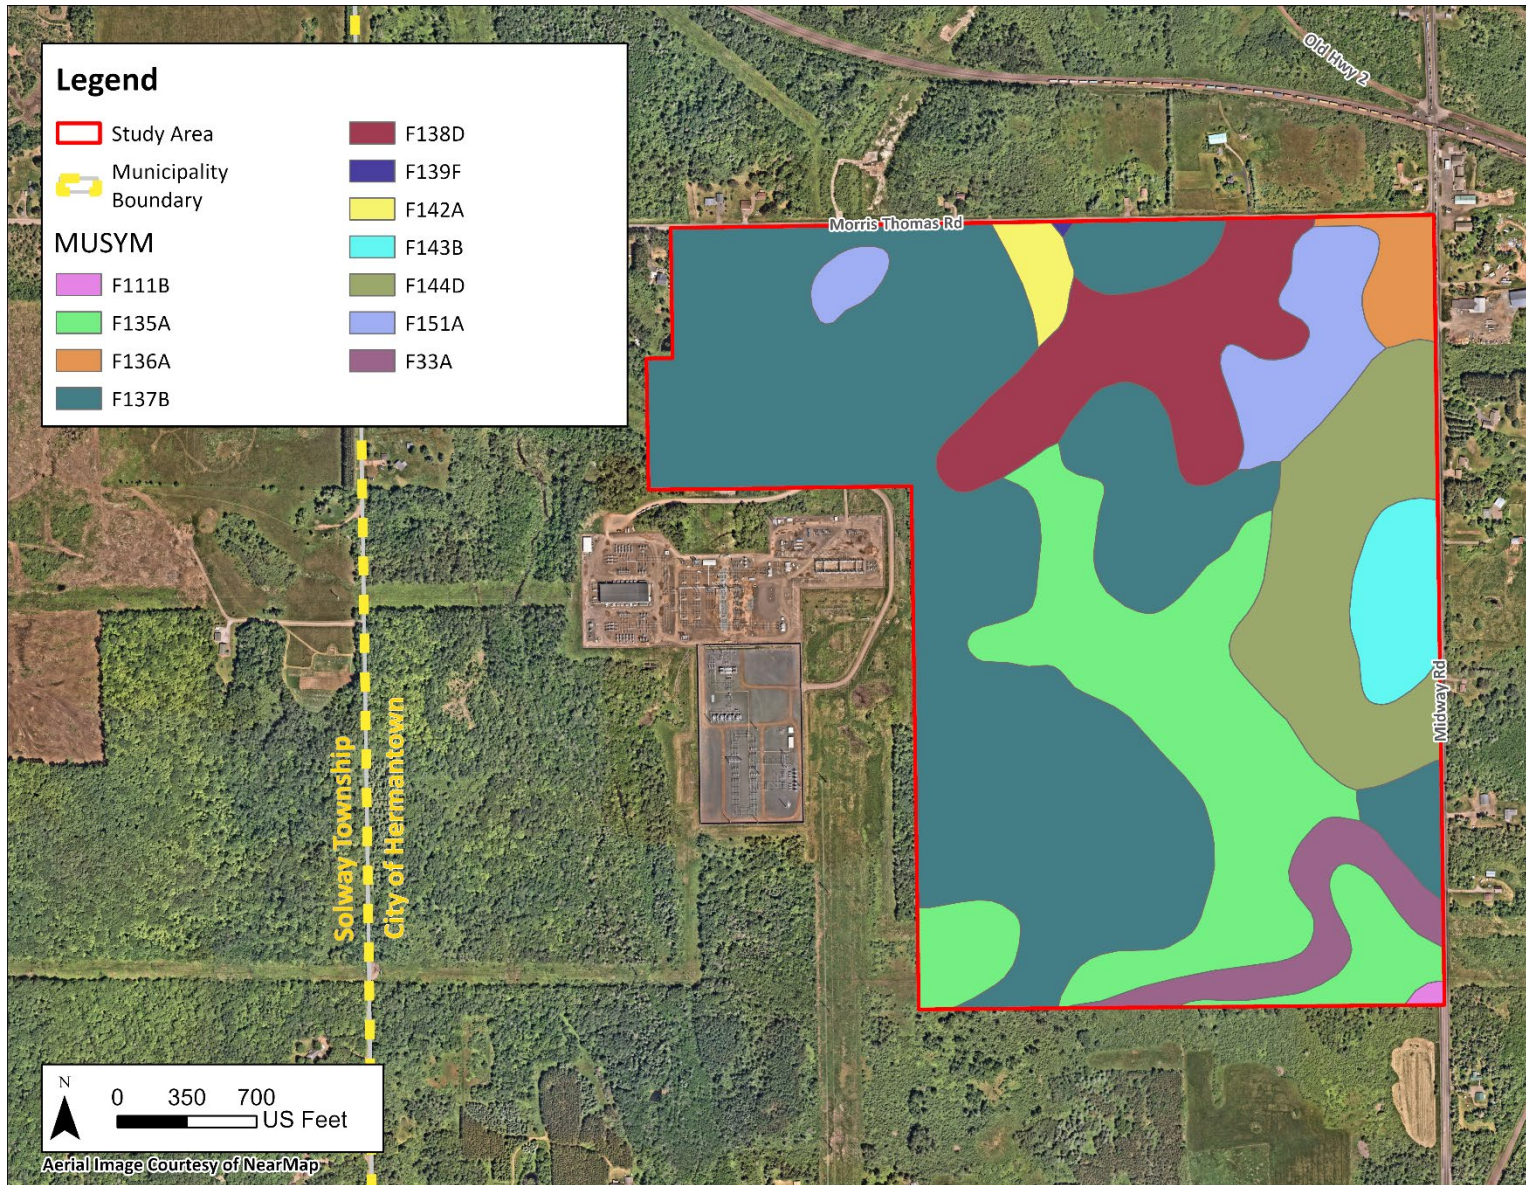 Legend
Study Area
Municipality
Boundary
MUSYM
F111B
F135A
F136A
F137B
F138D
F139F
F142A
F143B
F144D
F151A
F33A
Old Hwy 2
Morris Thomas Rd
Midway Rd
Solway Township
City of Hermantown
N
0 350 700
US Feet
Aerial Image Courtesy of NearMap